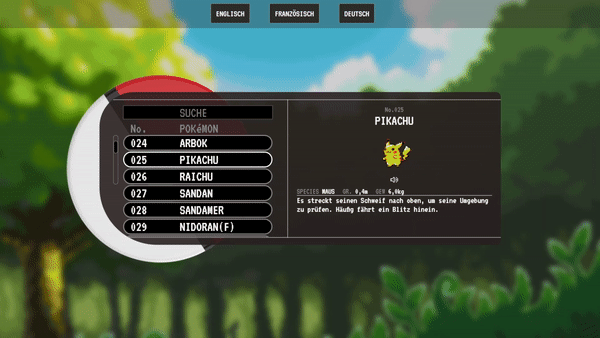 ENGLISCH FRANZÖSISCH DEUTSCH
SUCHE
No. POKéMON
024 ARBOK
025 PIKACHU
026 RAICHU
027 SANDAN
028 SANDAMER
029 NIDORAN(F)
No.025
PIKACHU
SPECIES MAUS GR. 0,4m GEW 6,0kg
Es streckt seinen Schweif nach oben, um seine Umgebung
zu prüfen. Häufig fährt ein Blitz hinein.